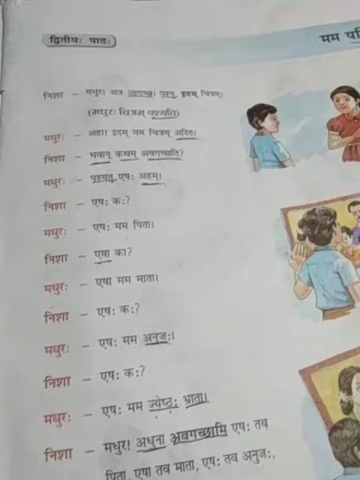 द्वितीयः पाठः
मम
निशा – मधुर! अत्र आगच्छ। पश्य, इदम् चित्रम्।
(मधुरः चित्रम् पश्यति)
मधुरः – अहा! इदम् मम चित्रम् अस्ति।
निशा – भवान् कथम् अवगच्छति?
मधुरः – पश्यतु, एषः अहम्।
निशा – एषः कः?
मधुरः – एषः मम पिता।
निशा – एषा का?
मधुरः – एषा मम माता।
निशा – एषः कः?
मधुरः – एषः मम अनुजः।
निशा – एषः कः?
मधुरः – एषः मम ज्येष्ठः भ्राता।
निशा – मधुर! अधुना अवगच्छामि एषः तव
पिता, एषा तव माता, एषः तव अनुजः,